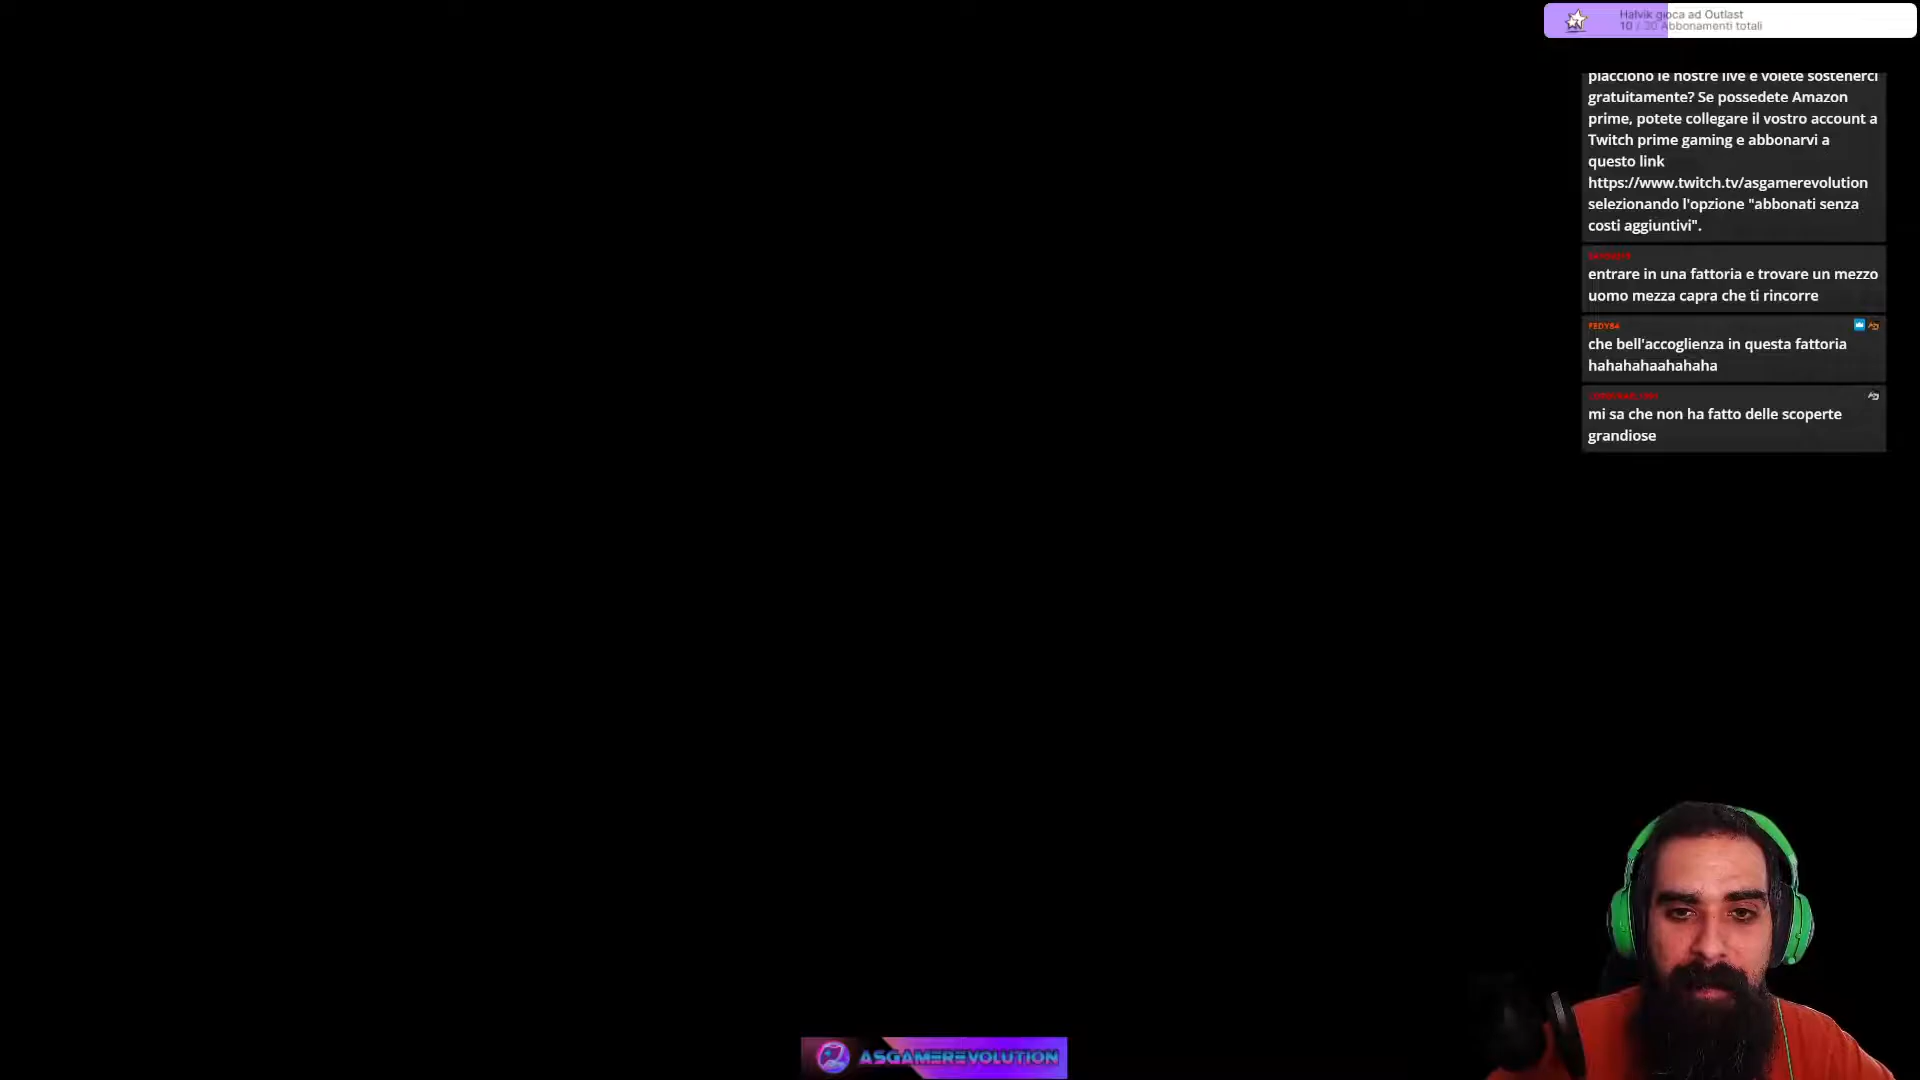 Halvik gioca ad Outlast
10 / 30 Abbonamenti totali
piacciono le nostre live e volete sostenerci
gratuitamente? Se possedete Amazon
prime, potete collegare il vostro account a
Twitch prime gaming e abbonarvi a
questo link
https://www.twitch.tv/asgamerevolution
selezionando l'opzione "abbonati senza
costi aggiuntivi".
entrare in una fattoria e trovare un mezzo
uomo mezza capra che ti rincorre
FEDY84
che bell'accoglienza in questa fattoria
hahahahaahahaha
mi sa che non ha fatto delle scoperte
grandiose
ASGAMEREVOLUTION